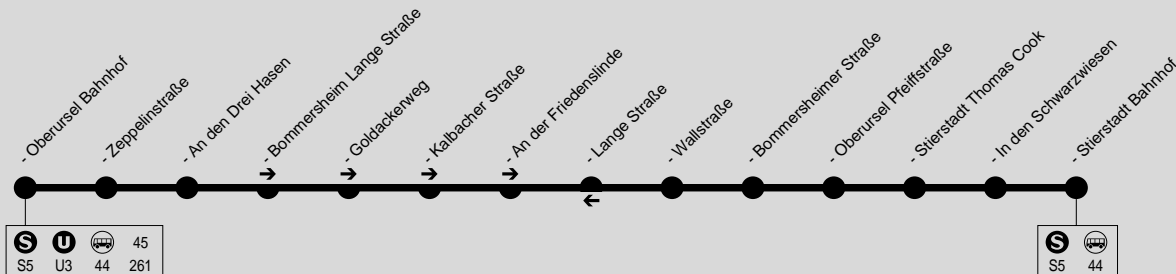 - Oberursel Bahnhof
- Zeppelinstraße
- An den Drei Hasen
- Bommersheim Lange Straße
- Goldackerweg
- Kalbacher Straße
- An der Friedenslinde
- Lange Straße
- Wallstraße
- Bommersheimer Straße
- Oberursel Pfeiffstraße
- Stierstadt Thomas Cook
- In den Schwarzwiesen
- Stierstadt Bahnhof
S U 45
S5 U3 44 261
S
S5 44